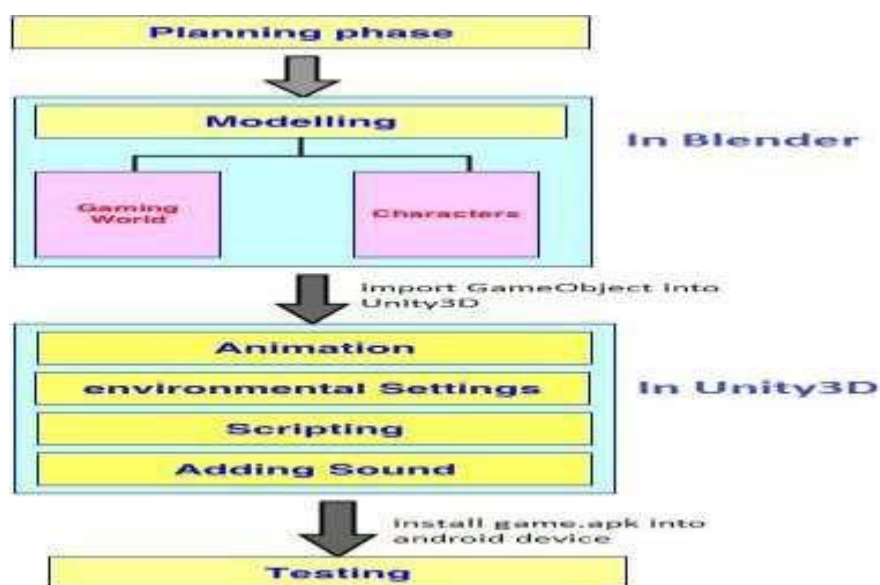 Planning phase
Modelling
In Blender
Gaming
World
Characters
import GameObject into
Unity3D
Animation
environmental Settings
In Unity3D
Scripting
Adding Sound
install game.apk into
android device
Testing